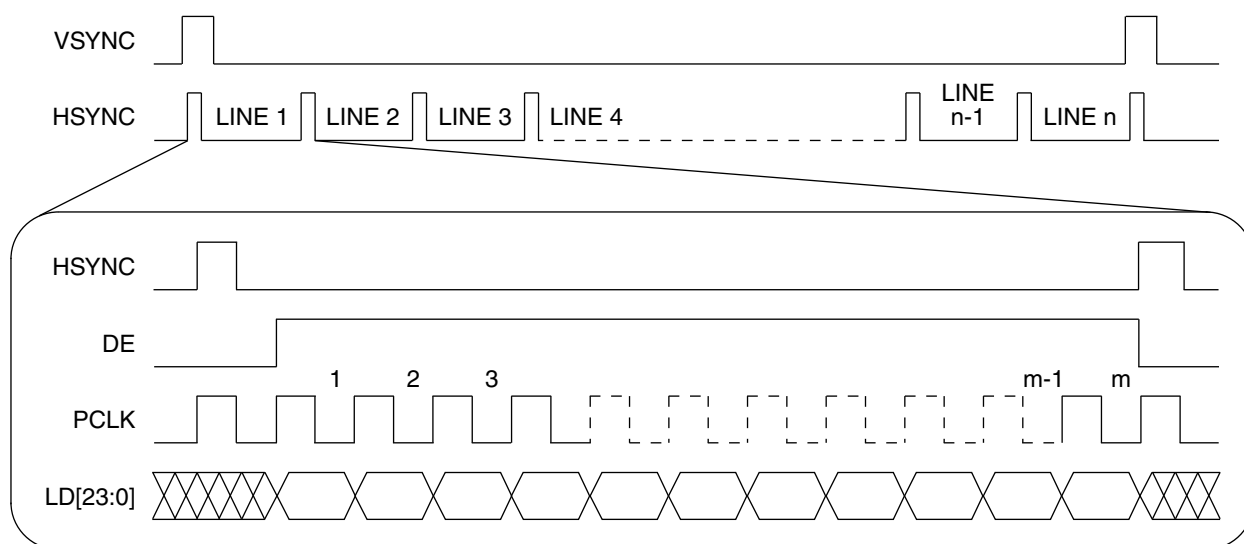 VSYNC
HSYNC
LINE 1 LINE 2 LINE 3 LINE 4 LINE n-1 LINE n
HSYNC
DE
1 2 3 m-1 m
PCLK
LD[23:0]